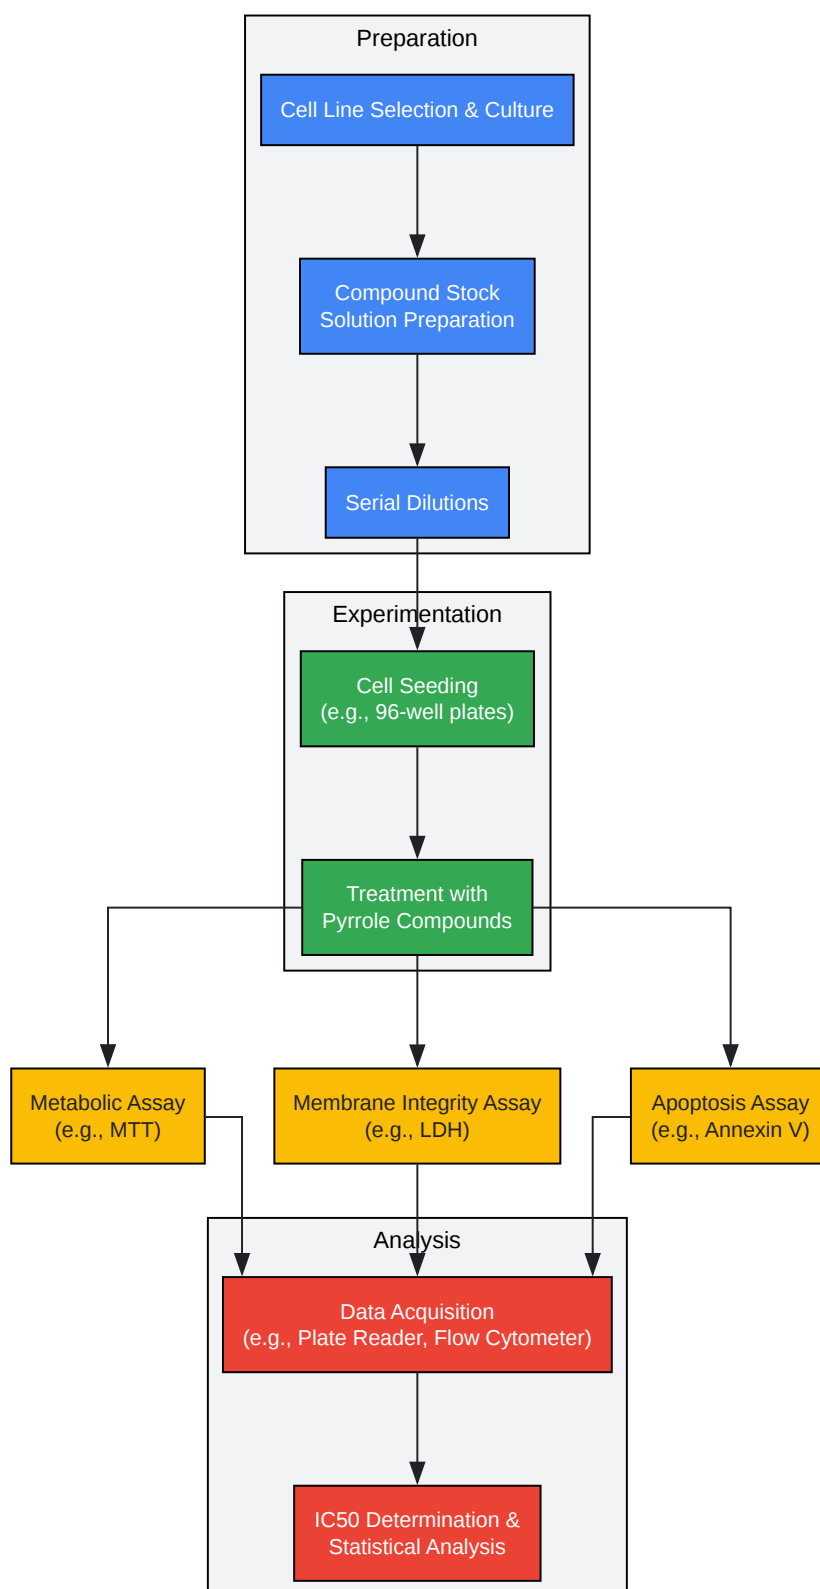 Preparation
Cell Line Selection & Culture
Compound Stock
Solution Preparation
Serial Dilutions
Experimentation
Cell Seeding
(e.g., 96-well plates)
Treatment with
Pyrrole Compounds
Metabolic Assay
(e.g., MTT)
Membrane Integrity Assay
(e.g., LDH)
Apoptosis Assay
(e.g., Annexin V)
Analysis
Data Acquisition
(e.g., Plate Reader, Flow Cytometer)
IC50 Determination &
Statistical Analysis